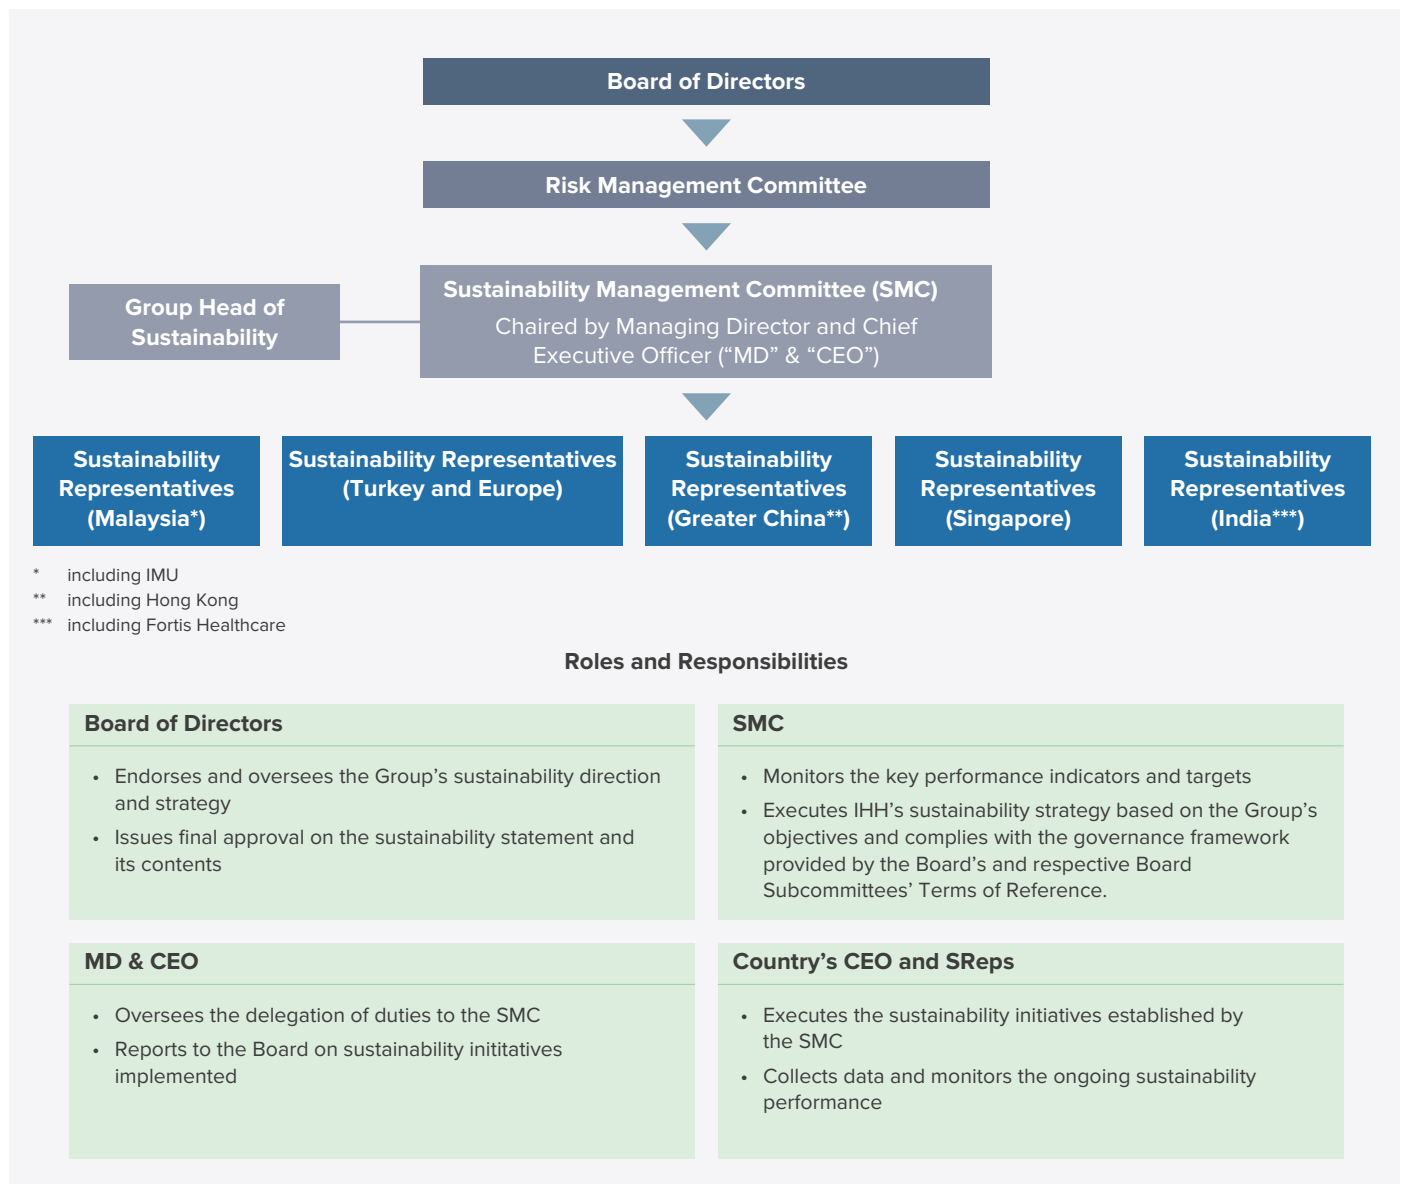 Board of Directors
Risk Management Committee
Group Head of
Sustainability
Sustainability Management Committee (SMC)
Chaired by Managing Director and Chief
Executive Officer (“MD” & “CEO”)
Sustainability
Representatives
(Malaysia*)
Sustainability Representatives
(Turkey and Europe)
Sustainability
Representatives
(Greater China**)
Sustainability
Representatives
(Singapore)
Sustainability
Representatives
(India***)
* including IMU
** including Hong Kong
*** including Fortis Healthcare
Roles and Responsibilities
Board of Directors
• Endorses and oversees the Group’s sustainability direction
and strategy
• Issues final approval on the sustainability statement and
its contents
SMC
• Monitors the key performance indicators and targets
• Executes IHH’s sustainability strategy based on the Group’s
objectives and complies with the governance framework
provided by the Board’s and respective Board
Subcommittees’ Terms of Reference.
MD & CEO
• Oversees the delegation of duties to the SMC
• Reports to the Board on sustainability inititatives
implemented
Country’s CEO and SReps
• Executes the sustainability initiatives established by
the SMC
• Collects data and monitors the ongoing sustainability
performance